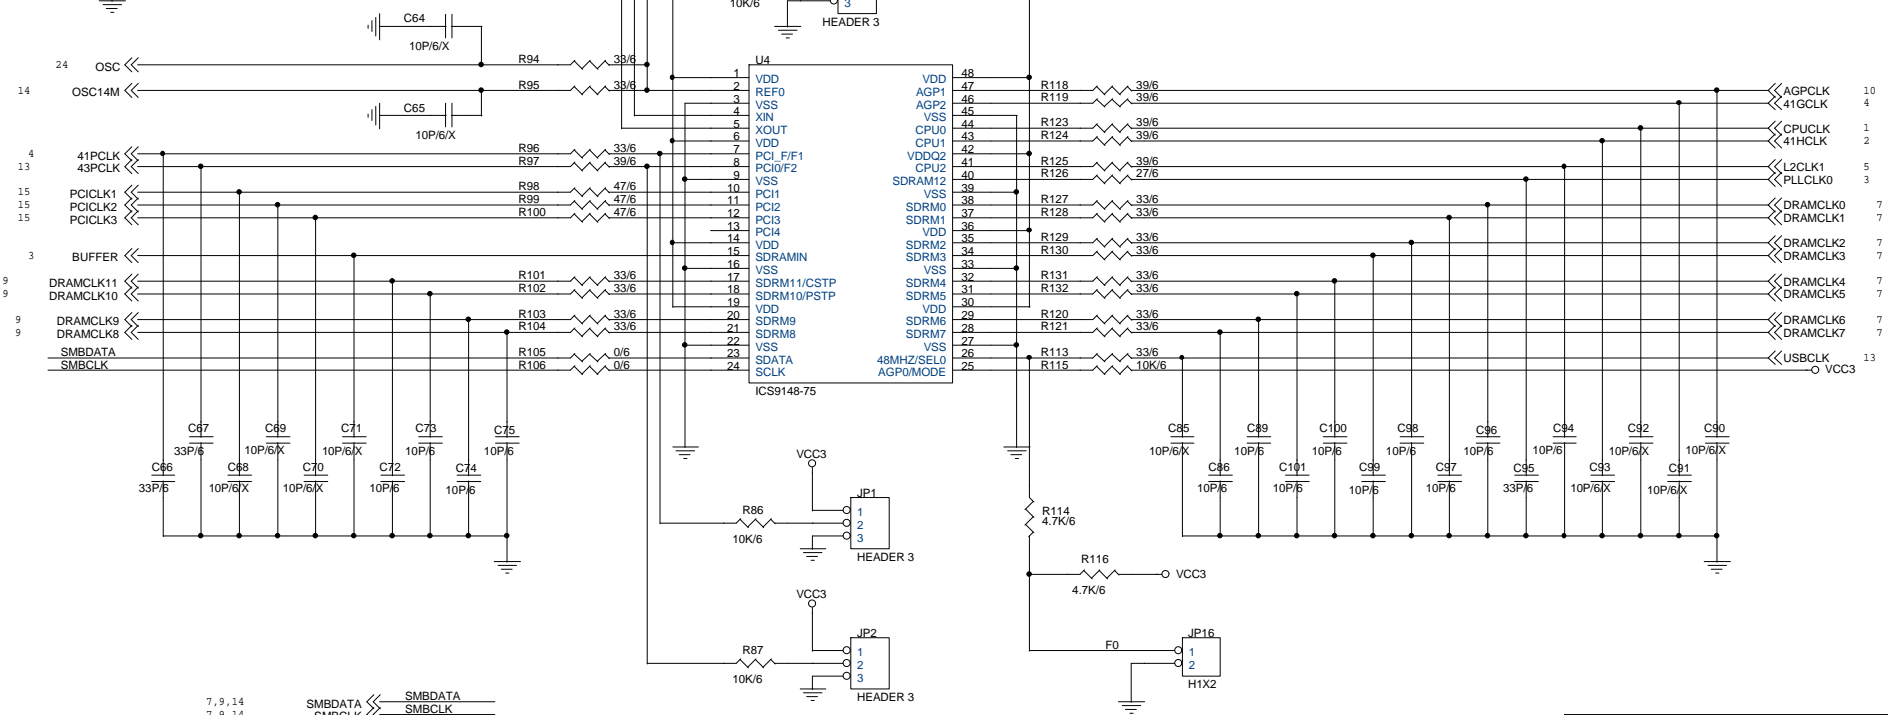 10K/6
3
HEADER 3
C64
10P/6/X
24 OSC R94 33/6
14 OSC14M R95 33/6
C65
10P/6/X
4 41PCLK R96 33/6
13 43PCLK R97 39/6
15 PCICLK1 R98 47/6
15 PCICLK2 R99 47/6
15 PCICLK3 R100 47/6
3 BUFFER
9 DRAMCLK11 R101 33/6
9 DRAMCLK10 R102 33/6
9 DRAMCLK9 R103 33/6
9 DRAMCLK8 R104 33/6
SMBDATA R105 0/6
SMBCLK R106 0/6
U4
1 VDD VDD 48
2 REF0 AGP1 47
3 VSS AGP2 46
4 XIN VSS 45
5 XOUT CPU0 44
6 VDD CPU1 43
7 PCI_F/F1 VDDQ2 42
8 PCI0/F2 CPU2 41
9 VSS SDRAM12 40
10 PCI1 VSS 39
11 PCI2 SDRM0 38
12 PCI3 SDRM1 37
13 PCI4 VDD 36
14 VDD SDRM2 35
15 SDRAMIN SDRM3 34
16 VSS VSS 33
17 SDRM11/CSTP SDRM4 32
18 SDRM10/PSTP SDRM5 31
19 VDD VDD 30
20 SDRM9 SDRM6 29
21 SDRM8 SDRM7 28
22 VSS VSS 27
23 SDATA 48MHZ/SEL0 26
24 SCLK AGP0/MODE 25
ICS9148-75
R118 39/6 AGPCLK 10
R119 39/6 41GCLK 4
R123 39/6 CPUCLK 1
R124 39/6 41HCLK 2
R125 39/6 L2CLK1 5
R126 27/6 PLLCLK0 3
R127 33/6 DRAMCLK0 7
R128 33/6 DRAMCLK1 7
R129 33/6 DRAMCLK2 7
R130 33/6 DRAMCLK3 7
R131 33/6 DRAMCLK4 7
R132 33/6 DRAMCLK5 7
R120 33/6 DRAMCLK6 7
R121 33/6 DRAMCLK7 7
R113 33/6 USBCLK 13
R115 10K/6 VCC3
C67 C69 C71 C73 C75
33P/6 10P/6/X 10P/6/X 10P/6 10P/6
C66 C68 C70 C72 C74
33P/6 10P/6/X 10P/6/X 10P/6 10P/6
C85 C89 C100 C98 C96 C94 C92 C90
10P/6/X 10P/6 10P/6 10P/6 10P/6 10P/6 10P/6/X 10P/6/X
C86 C101 C99 C97 C95 C93 C91
10P/6 10P/6 10P/6 10P/6 33P/6 10P/6/X 10P/6/X
VCC3
JP1
R86
10K/6
1
2
3
HEADER 3
R114
4.7K/6
R116
4.7K/6
VCC3
VCC3
JP2
R87
10K/6
1
2
3
HEADER 3
F0
JP16
1
2
H1X2
7,9,14 SMBDATA SMBDATA
7,9,14 SMBCLK SMBCLK